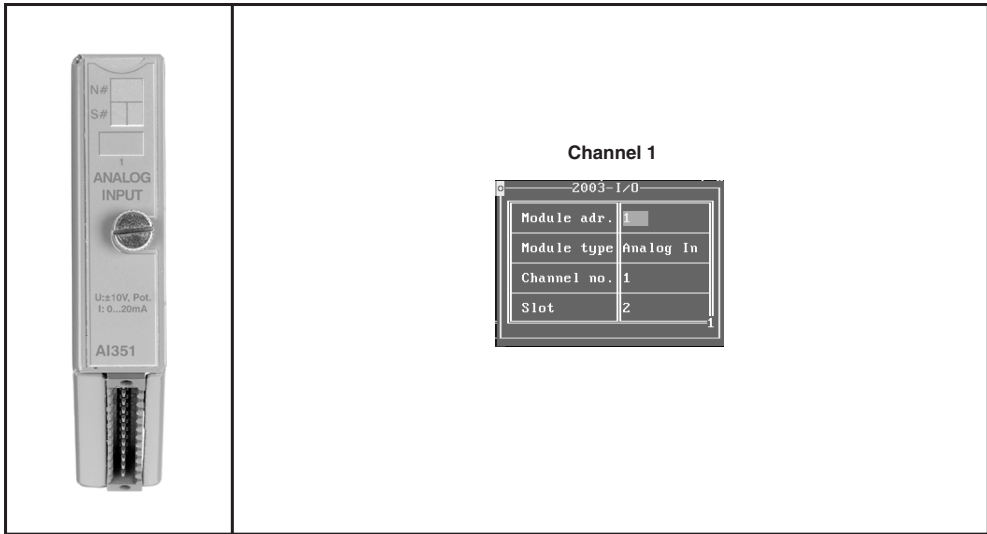 N#
S#
1
ANALOG
INPUT
U:±10V, Pot.
I: 0...20mA
AI351
Channel 1
2003-I/O
Module adr. 1
Module type Analog In
Channel no. 1
Slot 2
1